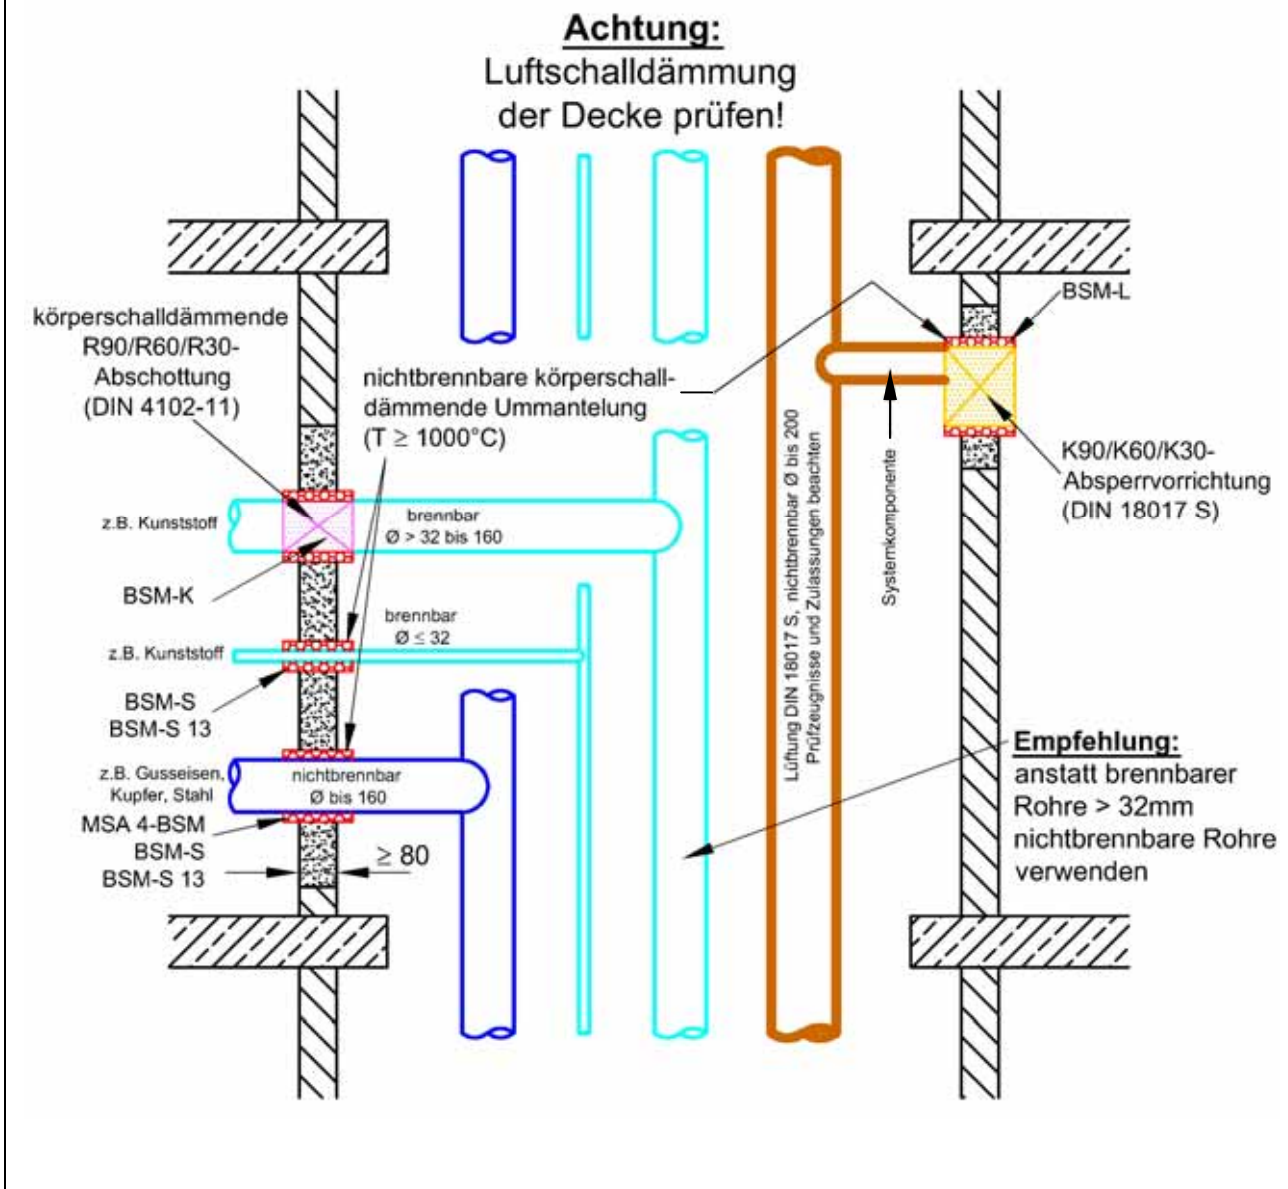 Achtung:
Luftschalldämmung
der Decke prüfen!
körperschalldämmende
R90/R60/R30-
Abschottung
(DIN 4102-11)
nichtbrennbare körperschall-
dämmende Ummantelung
(T ≥ 1000°C)
BSM-L
K90/K60/K30-
Absperrvorrichtung
(DIN 18017 S)
z.B. Kunststoff
brennbar
Ø > 32 bis 160
BSM-K
brennbar
Ø ≤ 32
z.B. Kunststoff
BSM-S
BSM-S 13
z.B. Gusseisen,
Kupfer, Stahl
nichtbrennbar
Ø bis 160
MSA 4-BSM
BSM-S
BSM-S 13
≥ 80
Lüftung DIN 18017 S, nichtbrennbar Ø bis 200
Prüfzeugnisse und Zulassungen beachten
Systemkomponente
Empfehlung:
anstatt brennbarer
Rohre > 32mm
nichtbrennbare Rohre
verwenden